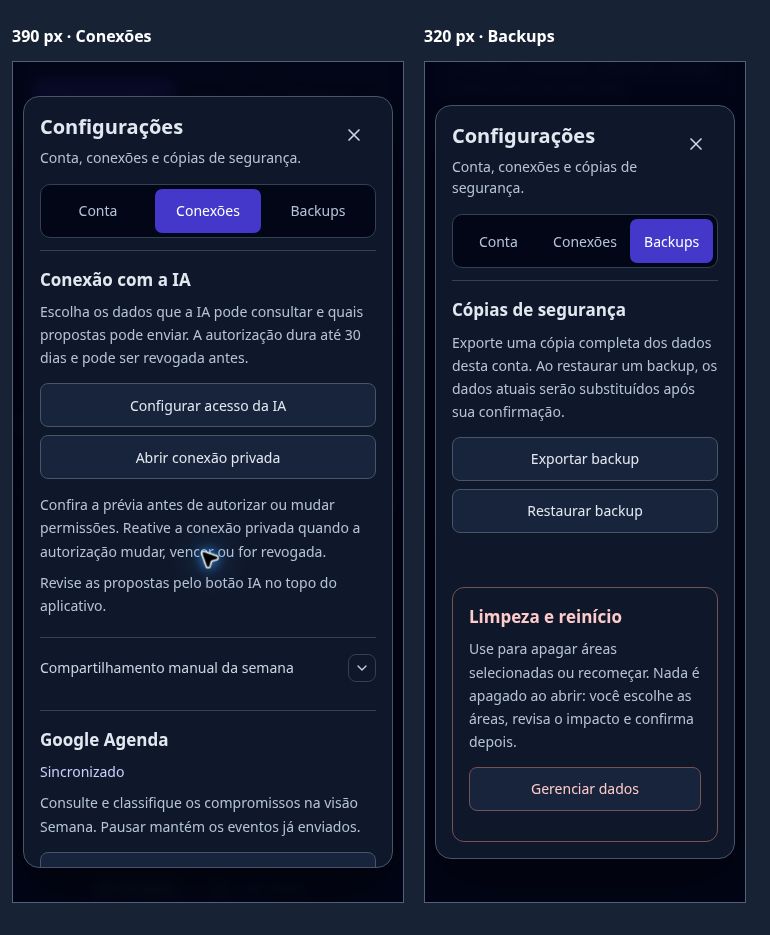 390 px · Conexões
Configurações
Conta, conexões e cópias de segurança.
Conta
Conexões
Backups
Conexão com a IA
Escolha os dados que a IA pode consultar e quais
propostas pode enviar. A autorização dura até 30
dias e pode ser revogada antes.
Configurar acesso da IA
Abrir conexão privada
Confira a prévia antes de autorizar ou mudar
permissões. Reative a conexão privada quando a
autorização mudar, vencer ou for revogada.
Revise as propostas pelo botão IA no topo do
aplicativo.
Compartilhamento manual da semana
Google Agenda
Sincronizado
Consulte e classifique os compromissos na visão
Semana. Pausar mantém os eventos já enviados.
320 px · Backups
Configurações
Conta, conexões e cópias de
segurança.
Conta
Conexões
Backups
Cópias de segurança
Exporte uma cópia completa dos dados
desta conta. Ao restaurar um backup, os
dados atuais serão substituídos após
sua confirmação.
Exportar backup
Restaurar backup
Limpeza e reinício
Use para apagar áreas
selecionadas ou recomeçar. Nada é
apagado ao abrir: você escolhe as
áreas, revisa o impacto e confirma
depois.
Gerenciar dados